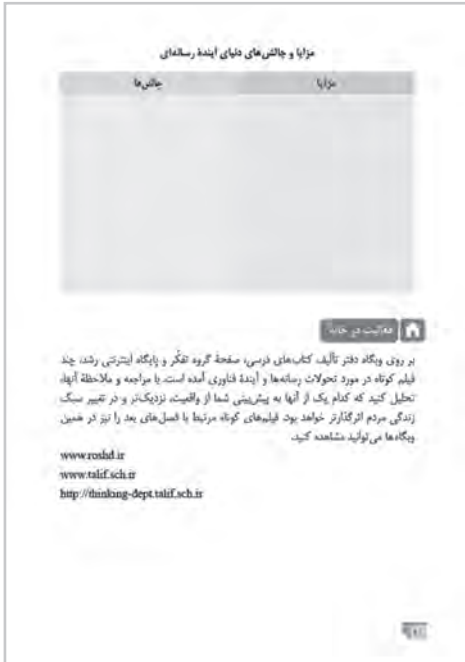 مزایا و چالش‌های دنیای آیندهٔ رسانه‌ای
مزایا چالش‌ها
فعالیت در خانه
بر روی وبگاه دفتر تألیف کتاب‌های درسی، صفحهٔ گروه تفکّر و پایگاه اینترنتی رشد، چند
فیلم کوتاه در مورد تحولات رسانه‌ها و آیندهٔ فناوری آمده است. با مراجعه و ملاحظهٔ آنها،
تحلیل کنید که کدام یک از آنها به پیش‌بینی شما از واقعیت، نزدیک‌تر و در تغییر سبک
زندگی مردم اثرگذارتر خواهد بود. فیلم‌های کوتاه مرتبط با فصل‌های بعد را نیز در همین
وبگاه‌ها می‌توانید مشاهده کنید.
www.roshd.ir
www.talif.sch.ir
http://thinking-dept.talif.sch.ir